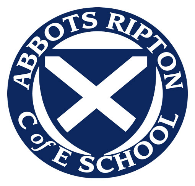 ABBOTS RIPTON
C of E SCHOOL